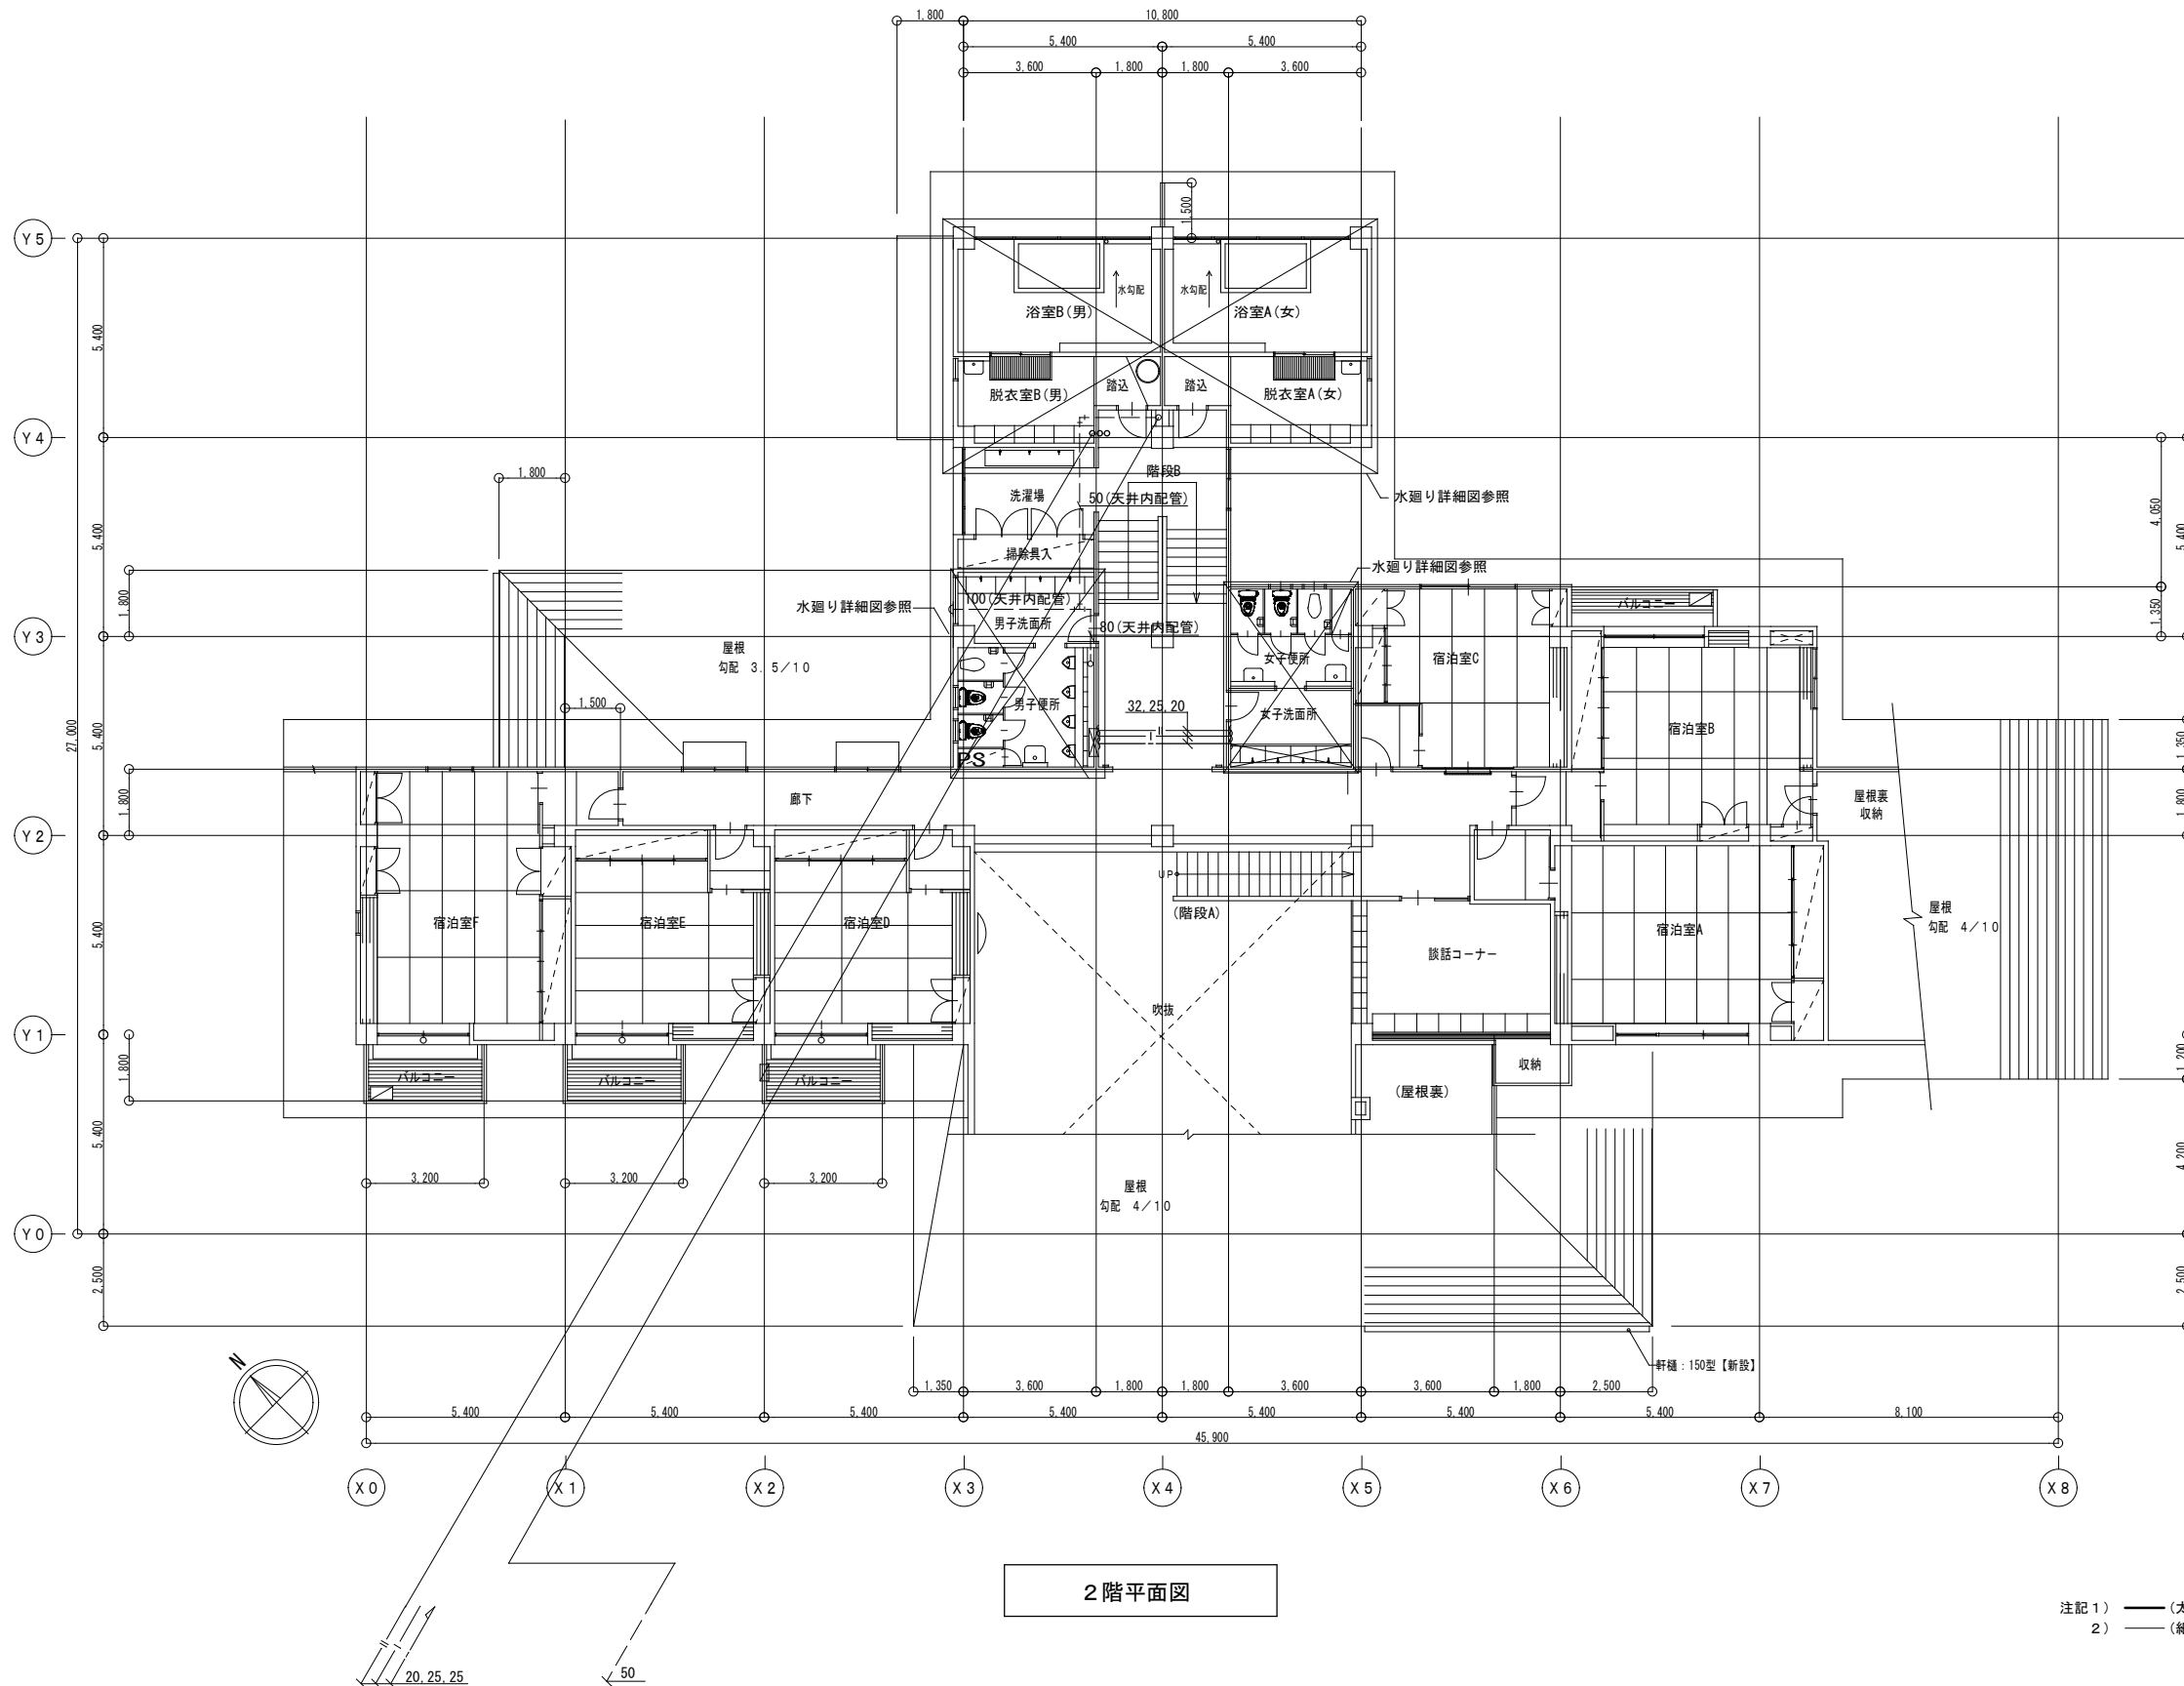 1,800
10,800
5,400
5,400
3,600
1,800
1,800
3,600
1,500
Y5
浴室B(男)
水勾配
水勾配
浴室A(女)
5,400
脱衣室B(男)
踏込
踏込
脱衣室A(女)
Y4
1,800
階段B
洗濯場
50(天井内配管)
水廻り詳細図参照
4,050
5,400
5,400
掃除具入
水廻り詳細図参照
100(天井内配管)
水廻り詳細図参照
男子洗面所
80(天井内配管)
バルコニー
1,800
1,350
Y3
屋根
勾配 3.5/10
女子便所
宿泊室C
1,500
男子便所
32,25,20
女子洗面所
宿泊室B
27,000
5,400
1,350
PS
廊下
屋根裏
収納
1,800
1,800
Y2
UP
(階段A)
宿泊室F
宿泊室E
宿泊室D
談話コーナー
宿泊室A
屋根
勾配 4/10
5,400
吹抜
Y1
1,800
バルコニー
バルコニー
バルコニー
収納
(屋根裏)
1,200
5,400
4,200
3,200
3,200
3,200
屋根
勾配 4/10
Y0
2,500
2,500
N
軒樋:150型【新設】
1,350
3,600
1,800
1,800
3,600
3,600
1,800
2,500
5,400
5,400
5,400
5,400
5,400
5,400
5,400
8,100
45,900
X0
X1
X2
X3
X4
X5
X6
X7
X8
2階平面図
注記1)
2)
20,25,25
50